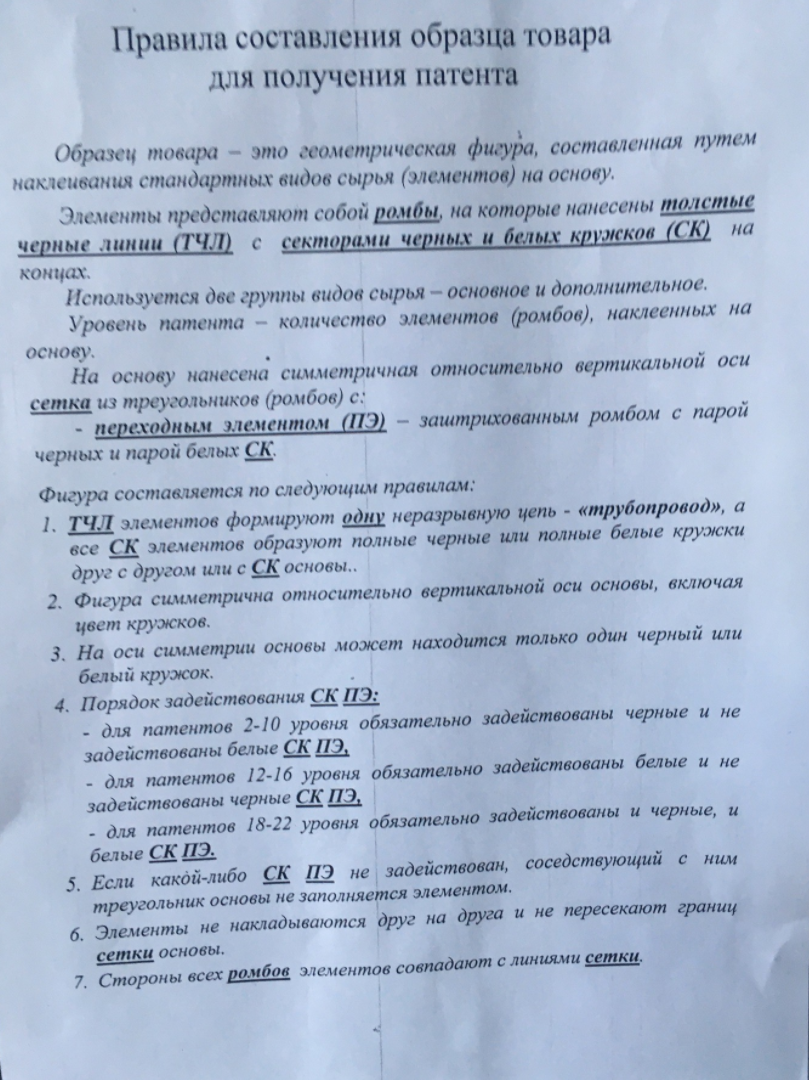 Правила составления образца товара
для получения патента
Образец товара – это геометрическая фигура, составленная путем
наклеивания стандартных видов сырья (элементов) на основу.
Элементы представляют собой ромбы, на которые нанесены толстые
черные линии (ТЧЛ) с секторами черных и белых кружков (СК) на
концах.
Используется две группы видов сырья – основное и дополнительное.
Уровень патента – количество элементов (ромбов), наклеенных на
основу.
На основу нанесена симметричная относительно вертикальной оси
сетка из треугольников (ромбов) с:
- переходным элементом (ПЭ) – заштрихованным ромбом с парой
черных и парой белых СК.
Фигура составляется по следующим правилам:
1. ТЧЛ элементов формируют одну неразрывную цепь - «трубопровод», а
все СК элементов образуют полные черные или полные белые кружки
друг с другом или с СК основы..
2. Фигура симметрична относительно вертикальной оси основы, включая
цвет кружков.
3. На оси симметрии основы может находится только один черный или
белый кружок.
4. Порядок задействования СК ПЭ:
- для патентов 2-10 уровня обязательно задействованы черные и не
задействованы белые СК ПЭ,
- для патентов 12-16 уровня обязательно задействованы белые и не
задействованы черные СК ПЭ,
- для патентов 18-22 уровня обязательно задействованы и черные, и
белые СК ПЭ.
5. Если какой-либо СК ПЭ не задействован, соседствующий с ним
треугольник основы не заполняется элементом.
6. Элементы не накладываются друг на друга и не пересекают границ
сетки основы.
7. Стороны всех ромбов элементов совпадают с линиями сетки.